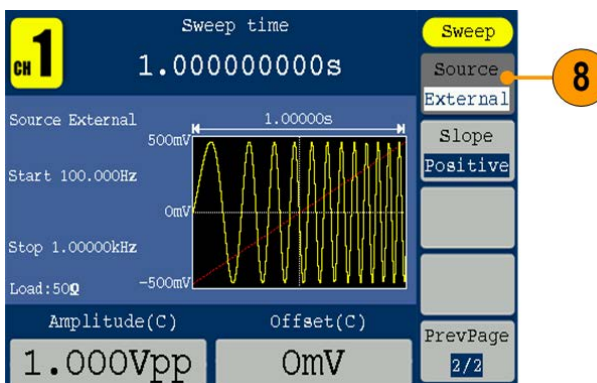 CH 1
Sweep time
1.000000000s
Source External
Start 100.000Hz
Stop 1.00000kHz
Load:50Ω
1.00000s
500mV
0mV
-500mV
Amplitude(C)
1.000Vpp
Offset(C)
0mV
Sweep
Source
External
Slope
Positive
PrevPage
2/2
8